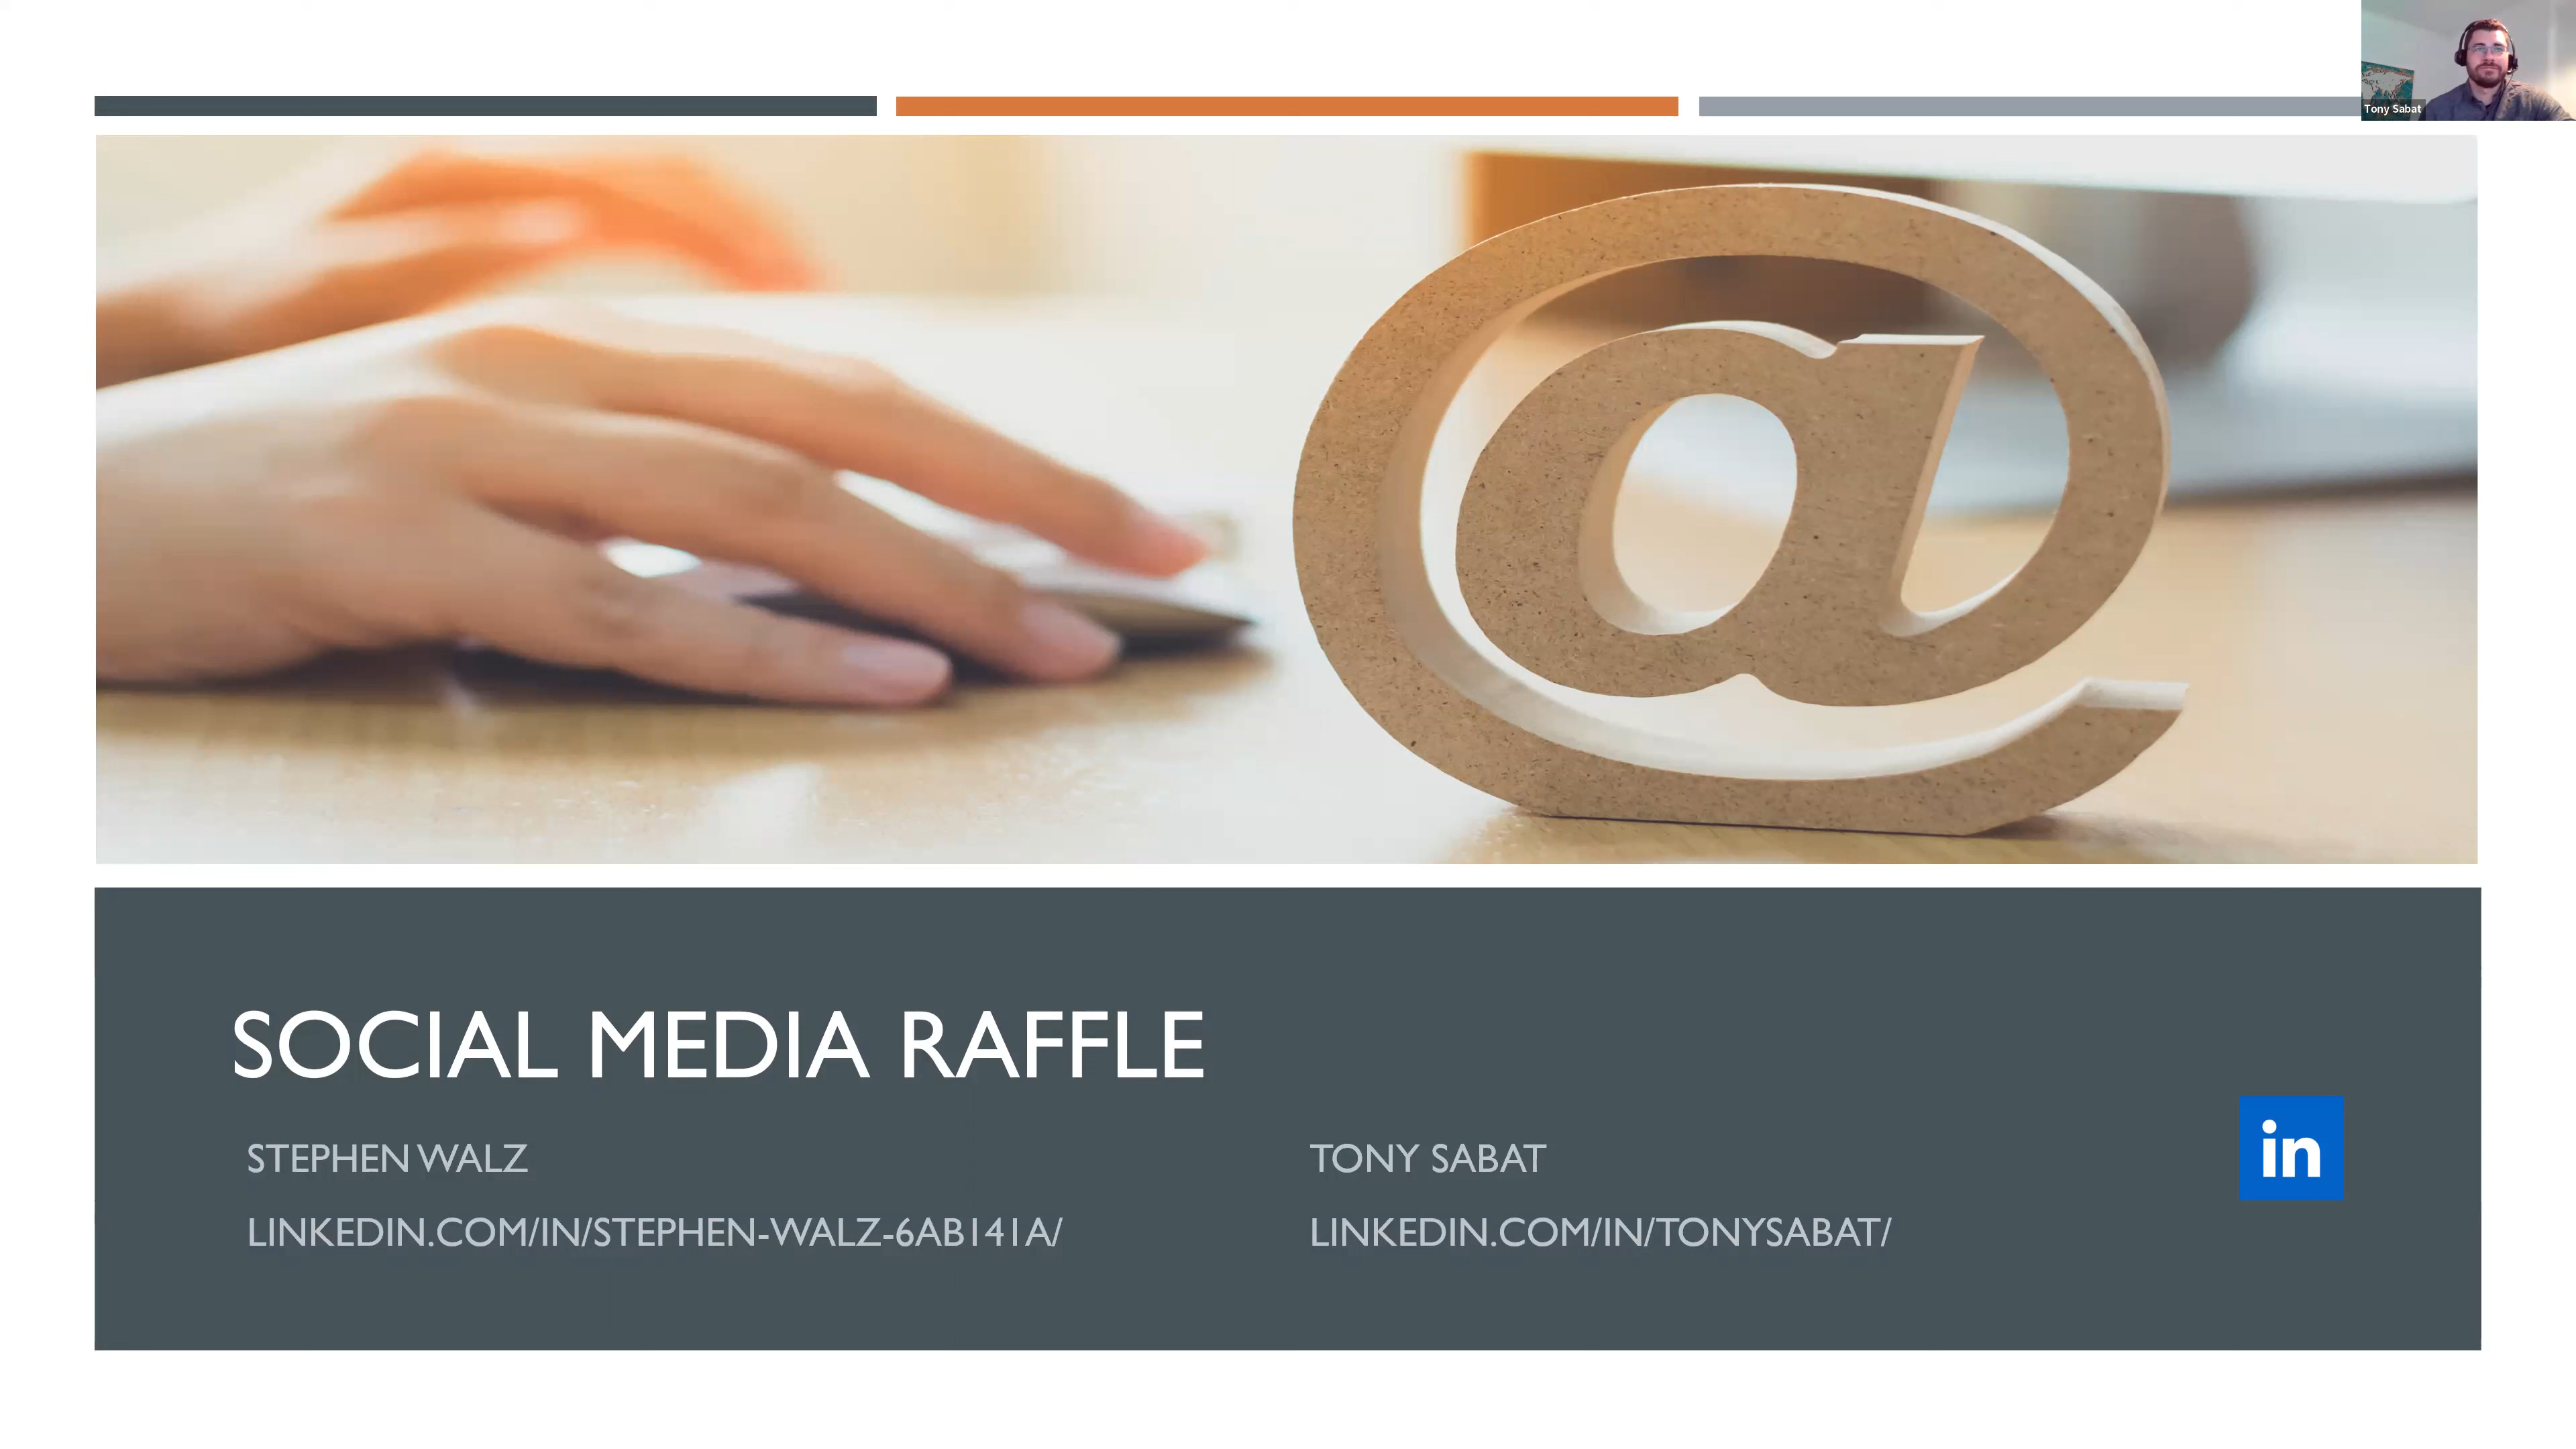 Tony Sabat
@
SOCIAL MEDIA RAFFLE
STEPHEN WALZ
LINKEDIN.COM/IN/STEPHEN-WALZ-6AB141A/
TONY SABAT
LINKEDIN.COM/IN/TONYSABAT/
in